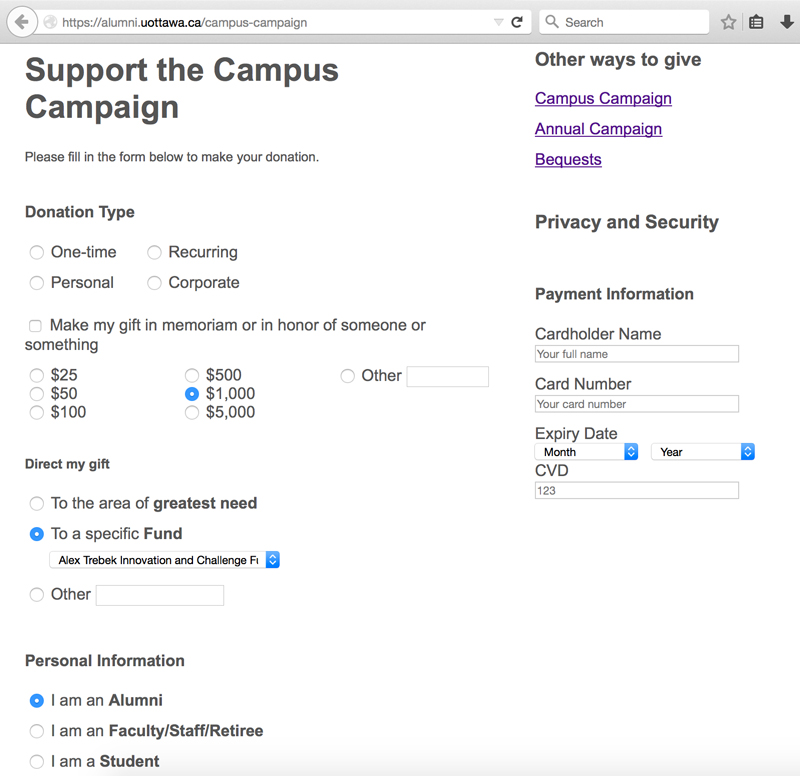 https://alumni.uottawa.ca/campus-campaign
Search
Support the Campus
Campaign
Please fill in the form below to make your donation.
Donation Type
One-time Recurring
Personal Corporate
Make my gift in memoriam or in honor of someone or
something
$25 $500 Other
$50 $1,000
$100 $5,000
Direct my gift
To the area of greatest need
To a specific Fund
Alex Trebek Innovation and Challenge Fu
Other
Personal Information
I am an Alumni
I am an Faculty/Staff/Retiree
I am a Student
Other ways to give
Campus Campaign
Annual Campaign
Bequests
Privacy and Security
Payment Information
Cardholder Name
Your full name
Card Number
Your card number
Expiry Date
Month Year
CVD
123